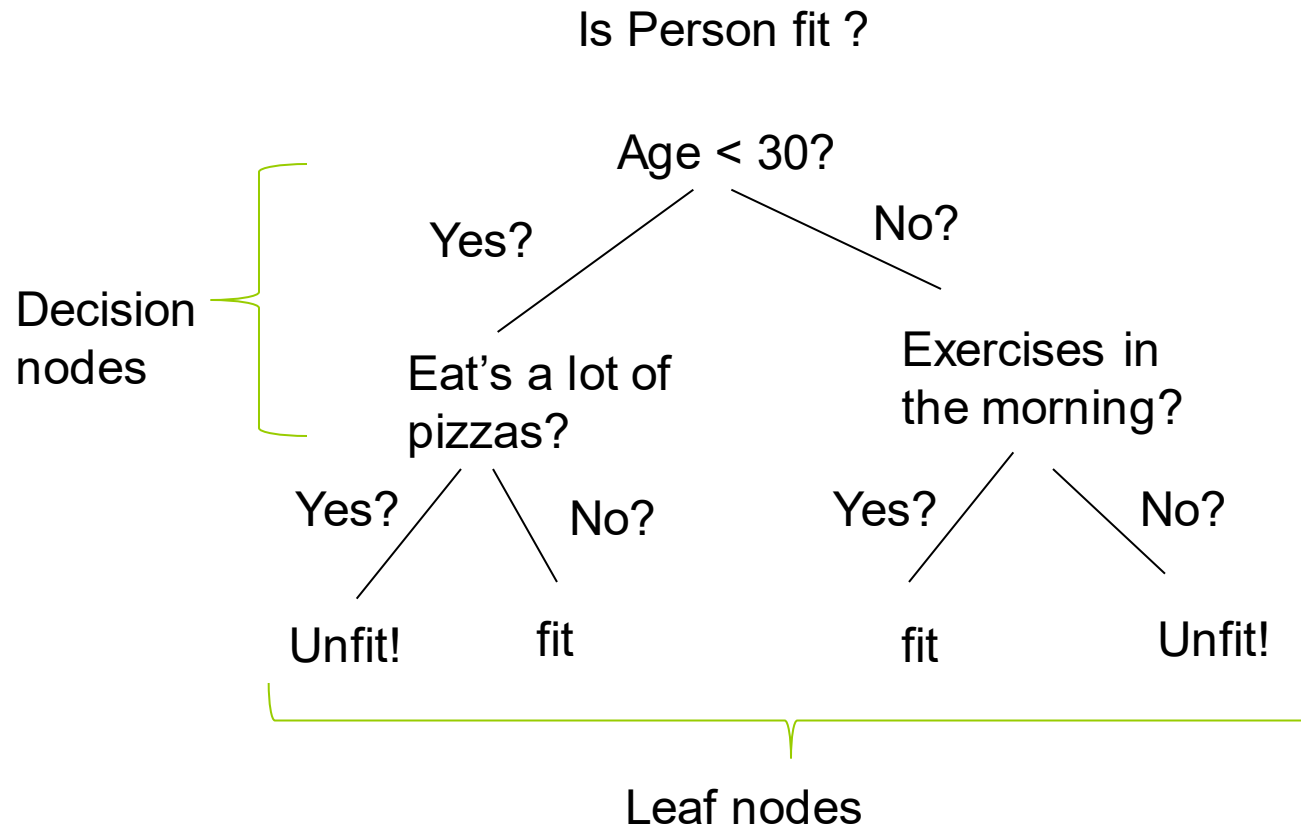 Is Person fit ?
Age < 30?
Yes?
No?
Decision
nodes
Eat's a lot of
pizzas?
Exercises in
the morning?
Yes?
No?
Yes?
No?
Unfit!
fit
fit
Unfit!
Leaf nodes